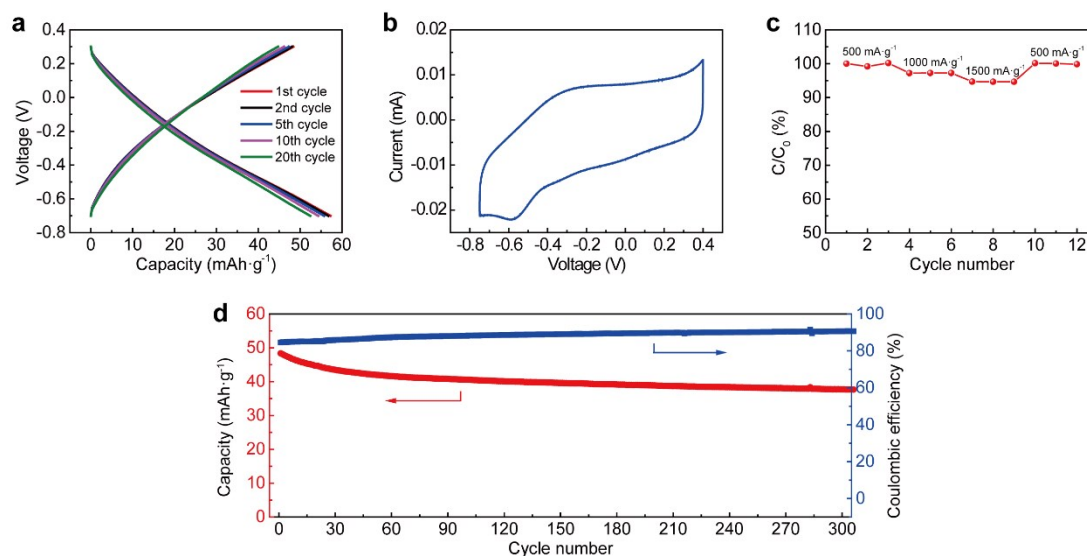 a
0.4
0.2
0.0
-0.2
-0.4
-0.6
-0.8
Voltage (V)
1st cycle
2nd cycle
5th cycle
10th cycle
20th cycle
0 10 20 30 40 50 60
Capacity (mAh·g⁻¹)
b
0.02
0.01
0.00
-0.01
-0.02
Current (mA)
-0.8 -0.6 -0.4 -0.2 0.0 0.2 0.4
Voltage (V)
c
110
105
100
95
90
85
80
75
70
65
60
55
50
C/C₀ (%)
500 mA·g⁻¹
1000 mA·g⁻¹
1500 mA·g⁻¹
500 mA·g⁻¹
0 2 4 6 8 10 12
Cycle number
d
60
50
40
30
20
10
0
Capacity (mAh·g⁻¹)
100
80
60
40
20
0
Coulombic efficiency (%)
0 30 60 90 120 150 180 210 240 270 300
Cycle number